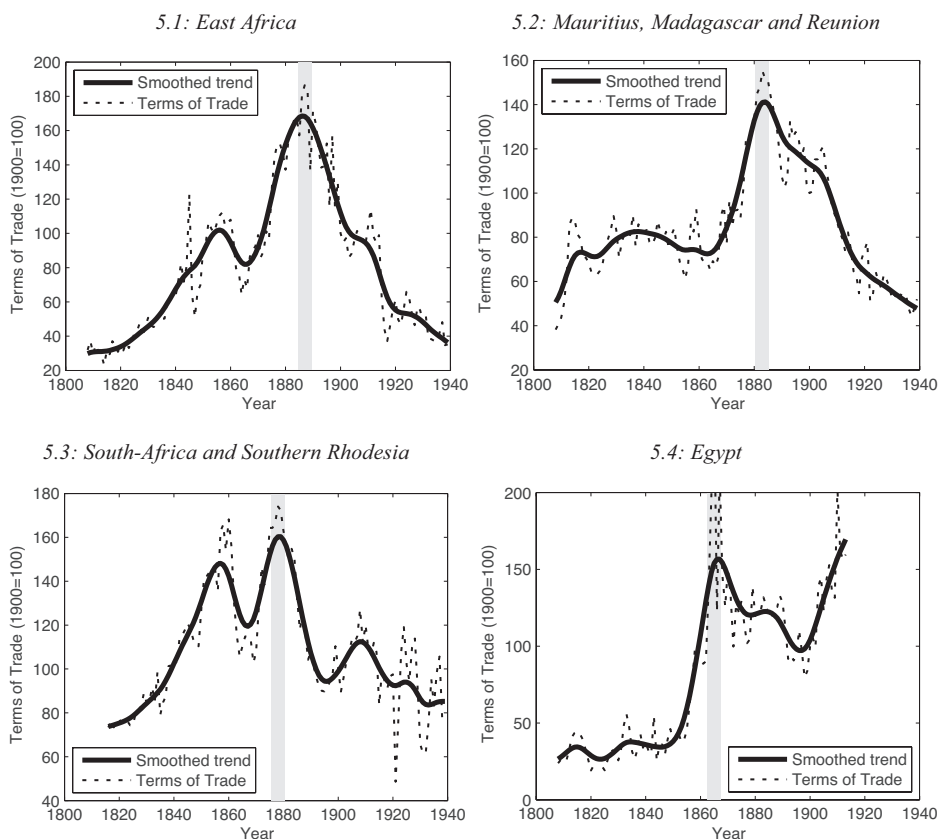 5.1: East Africa
200
180
160
140
120
100
80
60
40
20
Terms of Trade (1900=100)
Smoothed trend
Terms of Trade
1800 1820 1840 1860 1880 1900 1920 1940
Year
5.2: Mauritius, Madagascar and Reunion
160
140
120
100
80
60
40
20
Terms of Trade (1900=100)
Smoothed trend
Terms of Trade
1800 1820 1840 1860 1880 1900 1920 1940
Year
5.3: South-Africa and Southern Rhodesia
180
160
140
120
100
80
60
40
Terms of Trade (1900=100)
Smoothed trend
Terms of Trade
1800 1820 1840 1860 1880 1900 1920 1940
Year
5.4: Egypt
200
150
100
50
0
Terms of Trade (1900=100)
Smoothed trend
Terms of Trade
1800 1820 1840 1860 1880 1900 1920 1940
Year